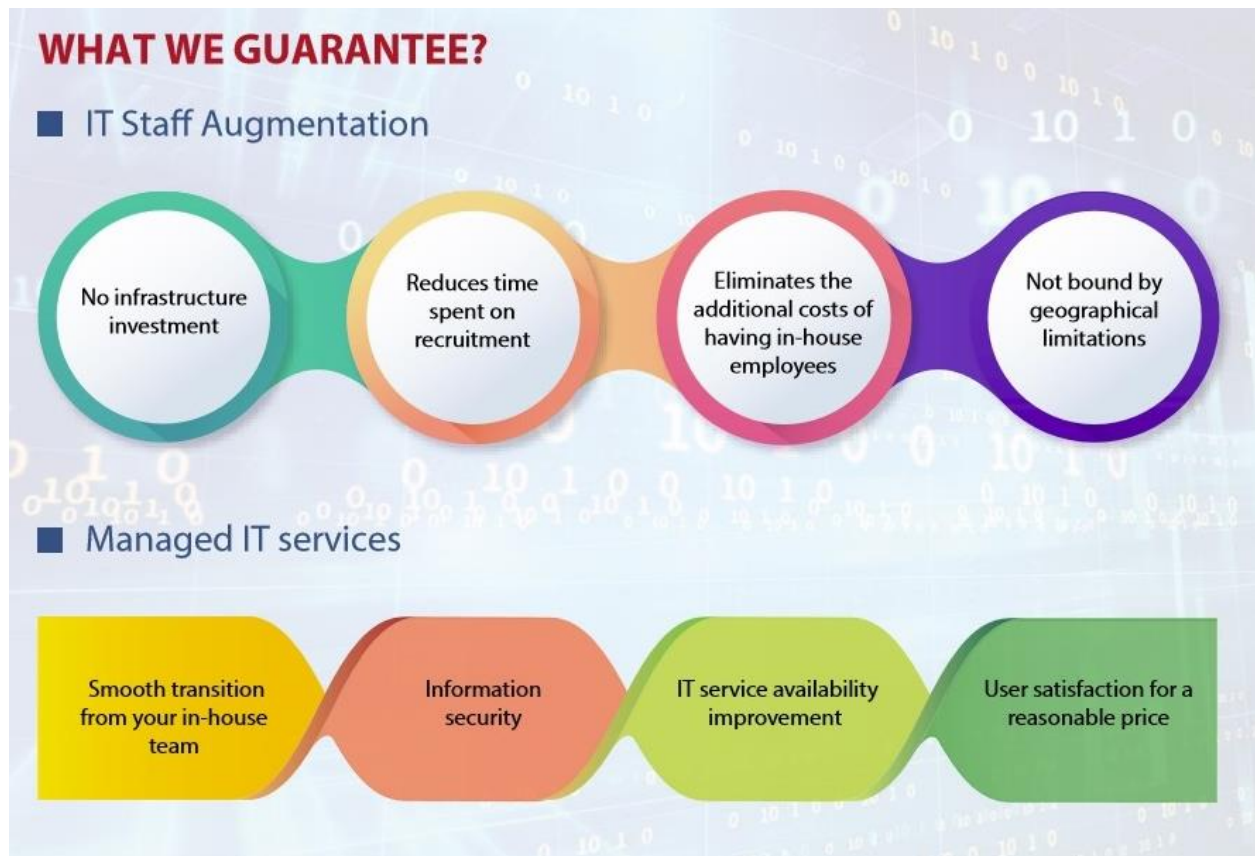 WHAT WE GUARANTEE?
IT Staff Augmentation
No infrastructure
investment
Reduces time
spent on
recruitment
Eliminates the
additional costs of
having in-house
employees
Not bound by
geographical
limitations
Managed IT services
Smooth transition
from your in-house
team
Information
security
IT service availability
improvement
User satisfaction for a
reasonable price